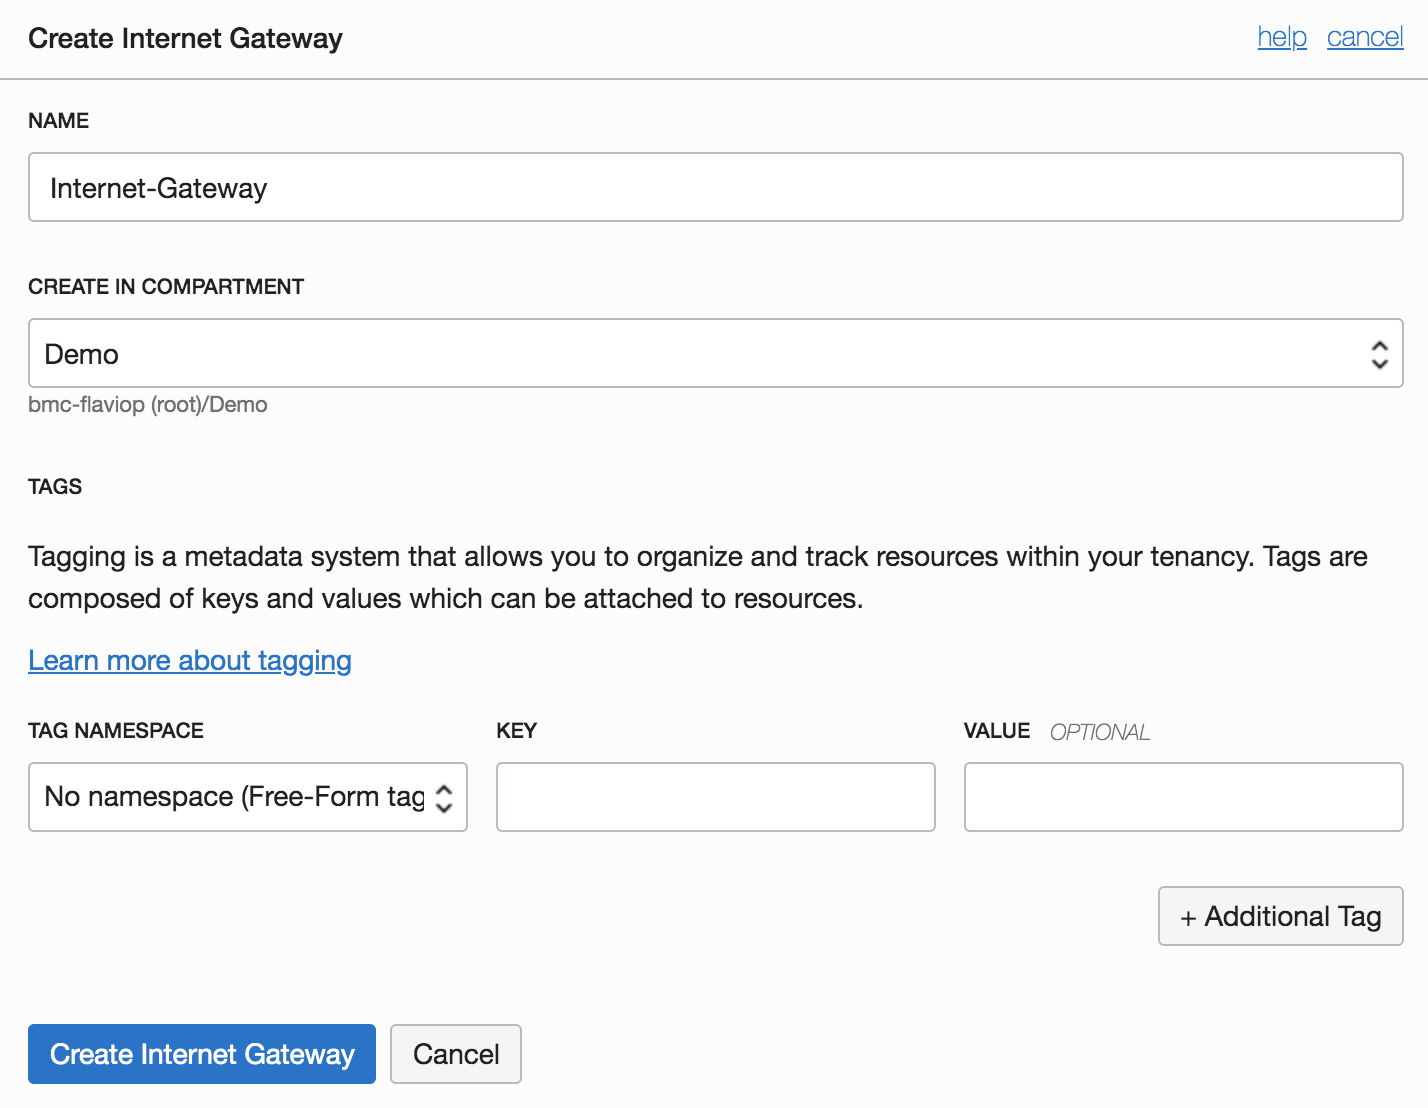 Create Internet Gateway
help cancel
NAME
Internet-Gateway
CREATE IN COMPARTMENT
Demo
bmc-flaviop (root)/Demo
TAGS
Tagging is a metadata system that allows you to organize and track resources within your tenancy. Tags are
composed of keys and values which can be attached to resources.
Learn more about tagging
TAG NAMESPACE
KEY
VALUE OPTIONAL
No namespace (Free-Form tag
+ Additional Tag
Create Internet Gateway
Cancel